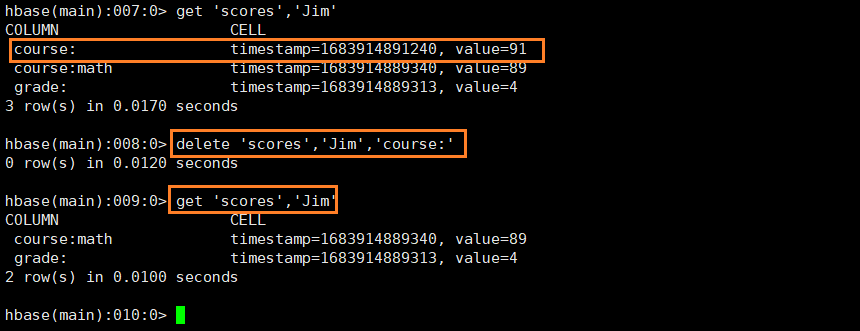 hbase(main):007:0> get 'scores','Jim'
COLUMN CELL
course: timestamp=1683914891240, value=91
course:math timestamp=1683914889340, value=89
grade: timestamp=1683914889313, value=4
3 row(s) in 0.0170 seconds
hbase(main):008:0> delete 'scores','Jim','course:'
0 row(s) in 0.0120 seconds
hbase(main):009:0> get 'scores','Jim'
COLUMN CELL
course:math timestamp=1683914889340, value=89
grade: timestamp=1683914889313, value=4
2 row(s) in 0.0100 seconds
hbase(main):010:0>